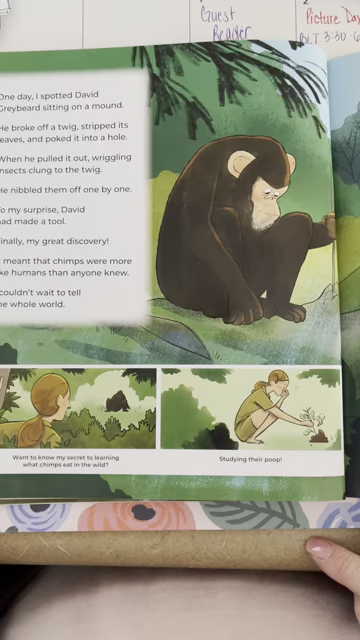 Guest
Reader
Picture Day
3:30
One day, I spotted David
Greybeard sitting on a mound.
He broke off a twig, stripped its
leaves, and poked it into a hole.
When he pulled it out, wriggling
insects clung to the twig.
He nibbled them off one by one.
To my surprise, David
had made a tool.
Finally, my great discovery!
meant that chimps were more
like humans than anyone knew.
couldn't wait to tell
the whole world.
Want to know my secret to learning
what chimps eat in the wild?
Studying their poop!